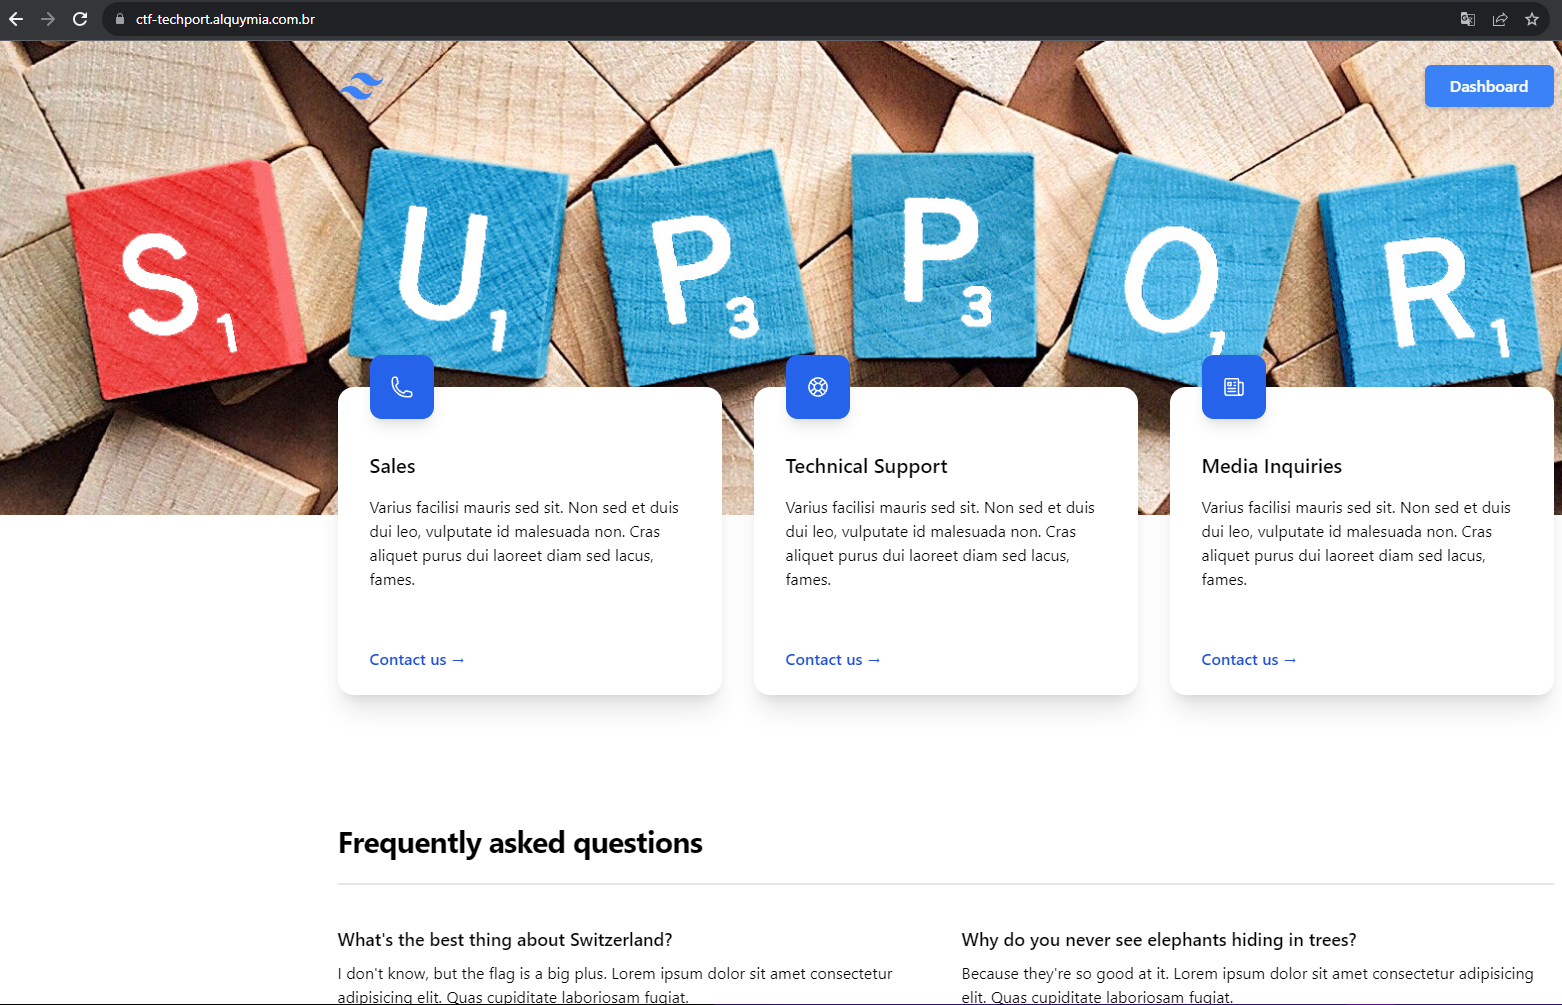 ctf-techport.alquymia.com.br
Dashboard
S1 U1 P3 P3 O1 R1
Sales
Varius facilisi mauris sed sit. Non sed et duis
dui leo, vulputate id malesuada non. Cras
aliquet purus dui laoreet diam sed lacus,
fames.
Contact us →
Technical Support
Varius facilisi mauris sed sit. Non sed et duis
dui leo, vulputate id malesuada non. Cras
aliquet purus dui laoreet diam sed lacus,
fames.
Contact us →
Media Inquiries
Varius facilisi mauris sed sit. Non sed et duis
dui leo, vulputate id malesuada non. Cras
aliquet purus dui laoreet diam sed lacus,
fames.
Contact us →
Frequently asked questions
What's the best thing about Switzerland?
I don't know, but the flag is a big plus. Lorem ipsum dolor sit amet consectetur
adipisicing elit. Quas cupiditate laboriosam fugiat.
Why do you never see elephants hiding in trees?
Because they're so good at it. Lorem ipsum dolor sit amet consectetur adipisicing
elit. Quas cupiditate laboriosam fugiat.